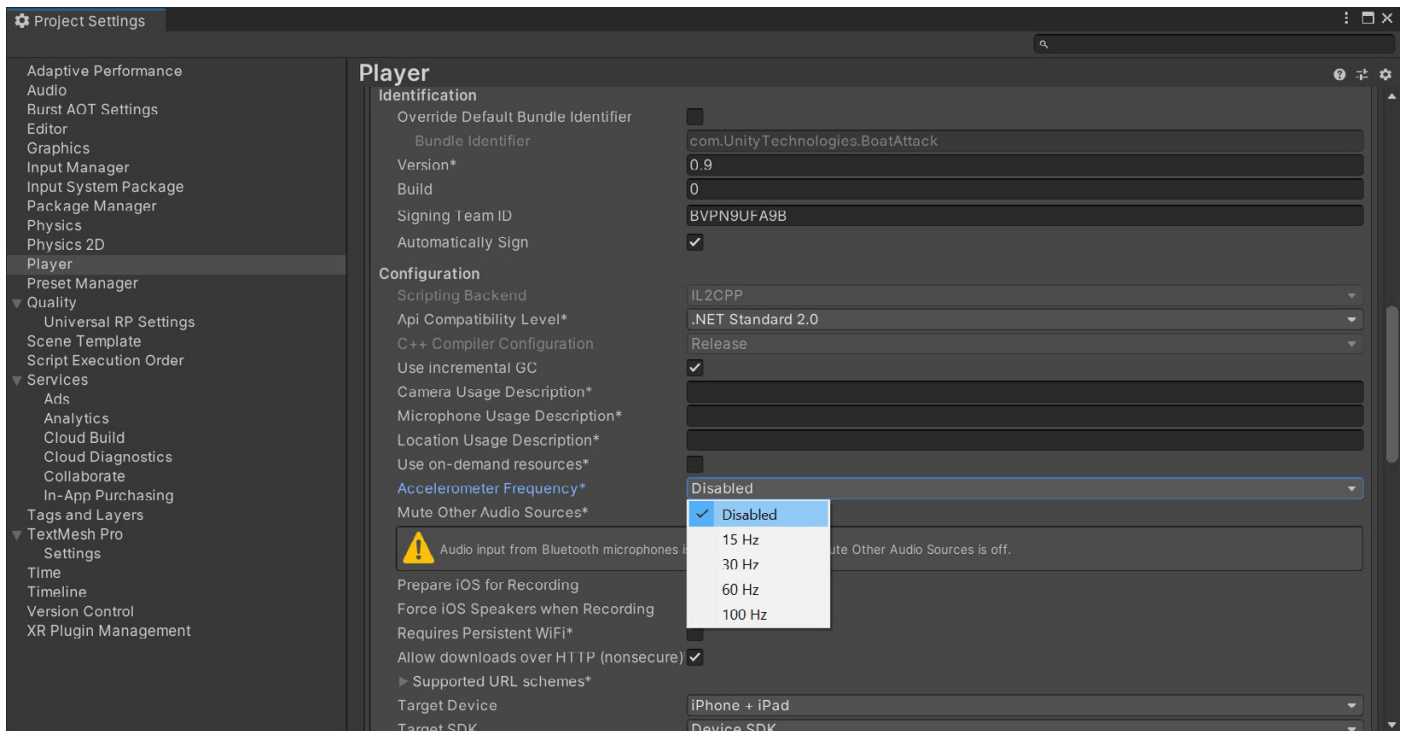 Project Settings
Adaptive Performance
Audio
Burst AOT Settings
Editor
Graphics
Input Manager
Input System Package
Package Manager
Physics
Physics 2D
Player
Preset Manager
Quality
Universal RP Settings
Scene Template
Script Execution Order
Services
Ads
Analytics
Cloud Build
Cloud Diagnostics
Collaborate
In-App Purchasing
Tags and Layers
TextMesh Pro
Settings
Time
Timeline
Version Control
XR Plugin Management
Player
Identification
Override Default Bundle Identifier
Bundle Identifier com.UnityTechnologies.BoatAttack
Version* 0.9
Build 0
Signing Team ID BVPN9UFA9B
Automatically Sign
Configuration
Scripting Backend IL2CPP
Api Compatibility Level* .NET Standard 2.0
C++ Compiler Configuration Release
Use incremental GC
Camera Usage Description*
Microphone Usage Description*
Location Usage Description*
Use on-demand resources*
Accelerometer Frequency* Disabled
Mute Other Audio Sources*
Disabled
15 Hz
30 Hz
60 Hz
100 Hz
Audio input from Bluetooth microphones ute Other Audio Sources is off.
Prepare iOS for Recording
Force iOS Speakers when Recording
Requires Persistent WiFi*
Allow downloads over HTTP (nonsecure)
Supported URL schemes*
Target Device iPhone + iPad
Target SDK Device SDK